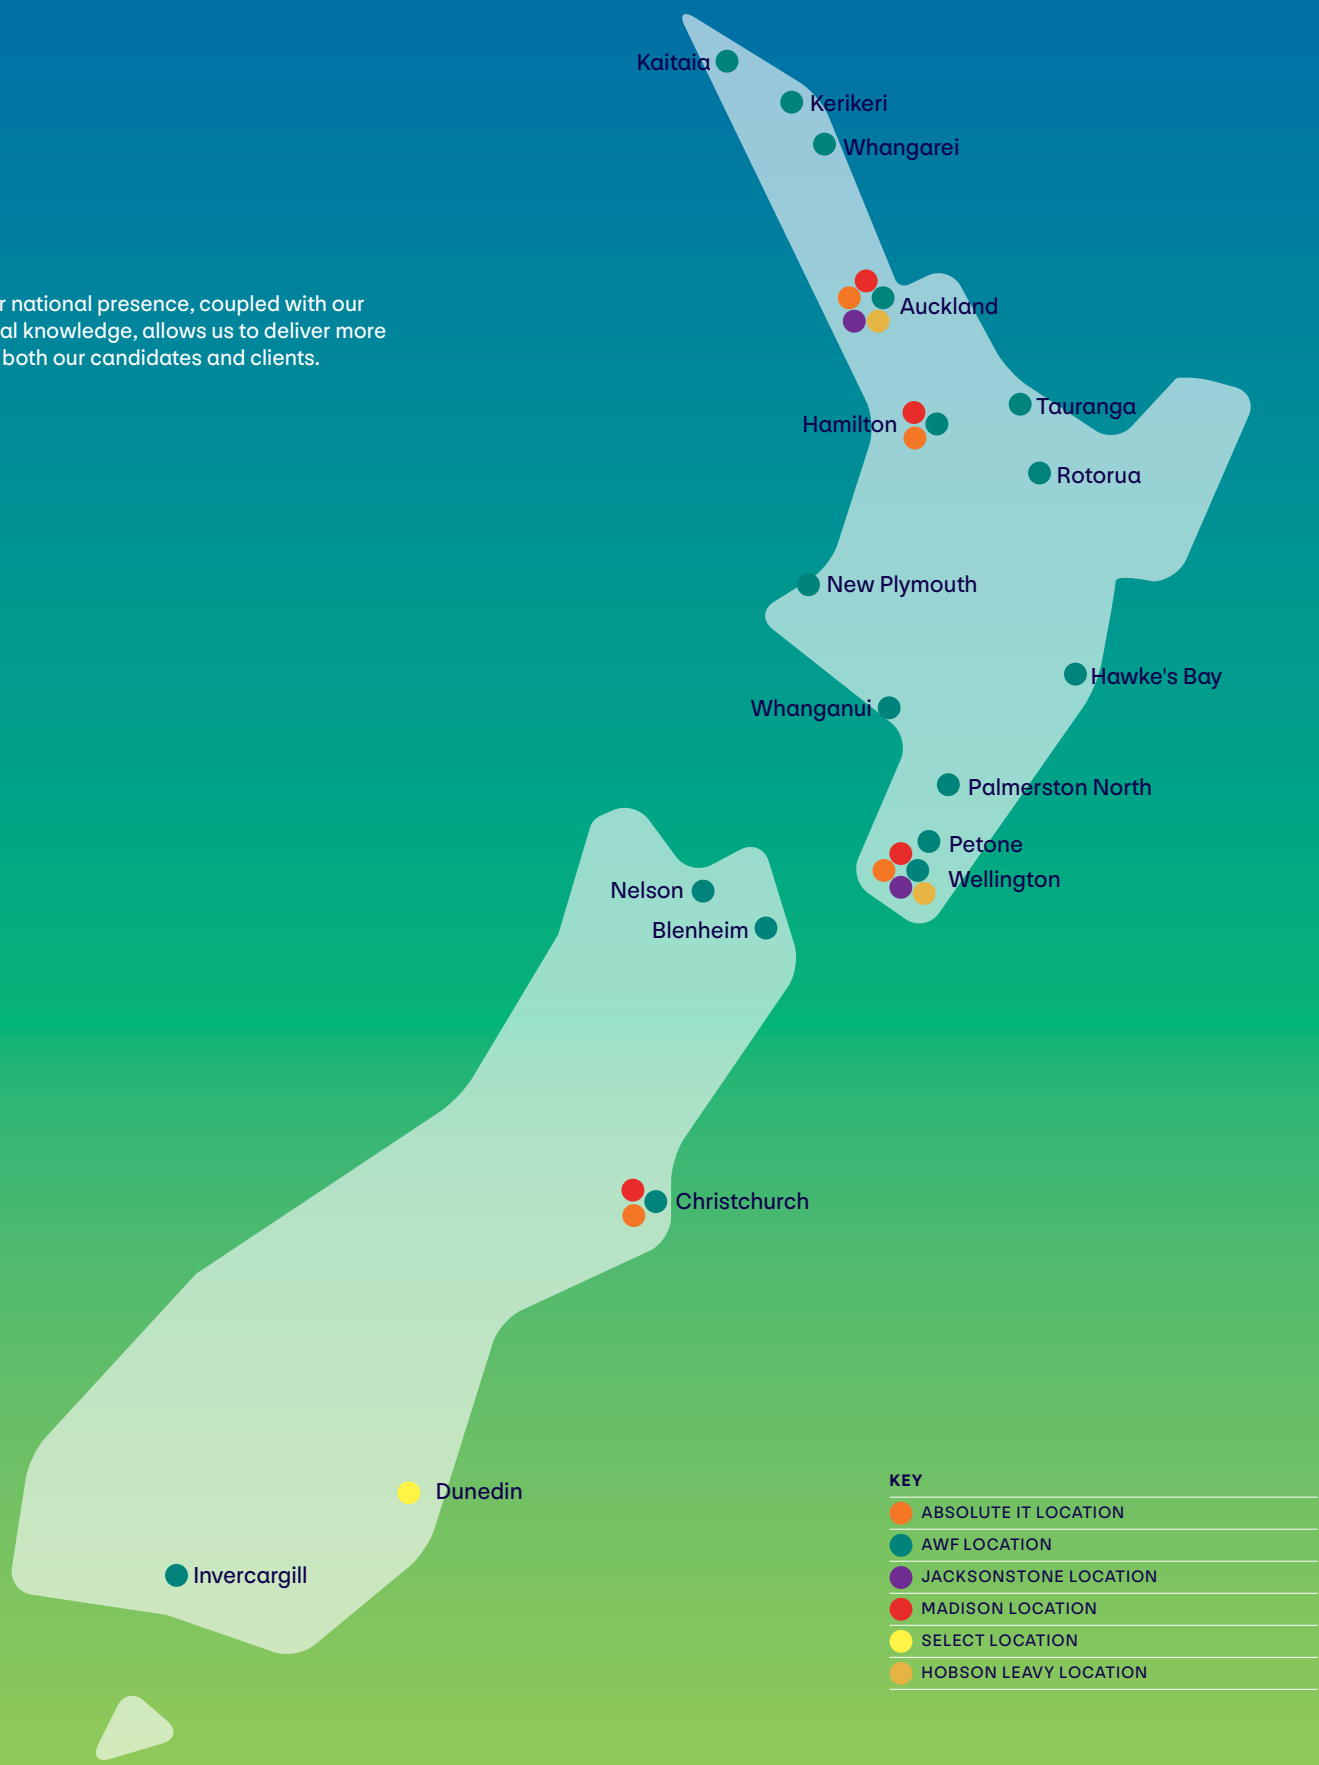 Kaitaia
Kerikeri
Whangarei
r national presence, coupled with our
al knowledge, allows us to deliver more
both our candidates and clients.
Auckland
Tauranga
Hamilton
Rotorua
New Plymouth
Hawke's Bay
Whanganui
Palmerston North
Petone
Wellington
Nelson
Blenheim
Christchurch
Dunedin
Invercargill
KEY
ABSOLUTE IT LOCATION
AWF LOCATION
JACKSONSTONE LOCATION
MADISON LOCATION
SELECT LOCATION
HOBSON LEAVY LOCATION